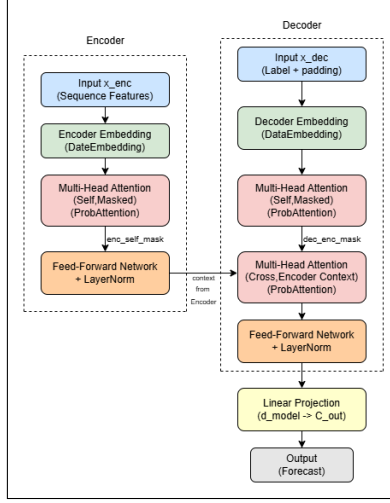 Encoder
Input x_enc
(Sequence Features)
Encoder Embedding
(DateEmbedding)
Multi-Head Attention
(Self,Masked)
(ProbAttention)
enc_self_mask
Feed-Forward Network
+ LayerNorm
context
from
Encoder
Decoder
Input x_dec
(Label + padding)
Decoder Embedding
(DataEmbedding)
Multi-Head Attention
(Self,Masked)
(ProbAttention)
dec_enc_mask
Multi-Head Attention
(Cross,Encoder Context)
(ProbAttention)
Feed-Forward Network
+ LayerNorm
Linear Projection
(d_model -> C_out)
Output
(Forecast)